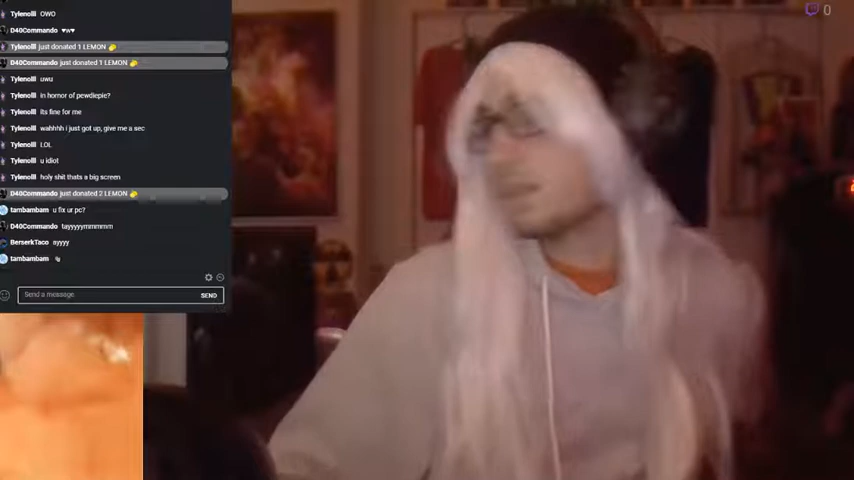 Tylenolll OWO
D40Commando ♥w♥
Tylenolll just donated 1 LEMON 🍋
D40Commando just donated 1 LEMON 🍋
Tylenolll uwu
Tylenolll in horror of pewdiepie?
Tylenolll its fine for me
Tylenolll wahhhh i just got up, give me a sec
Tylenolll LOL
Tylenolll u idiot
Tylenolll holy shit thats a big screen
D40Commando just donated 2 LEMON 🍋
tambambam u fix ur pc?
D40Commando tayyyyymmmmm
BerserkTaco ayyyy
tambambam
Send a message
SEND
0